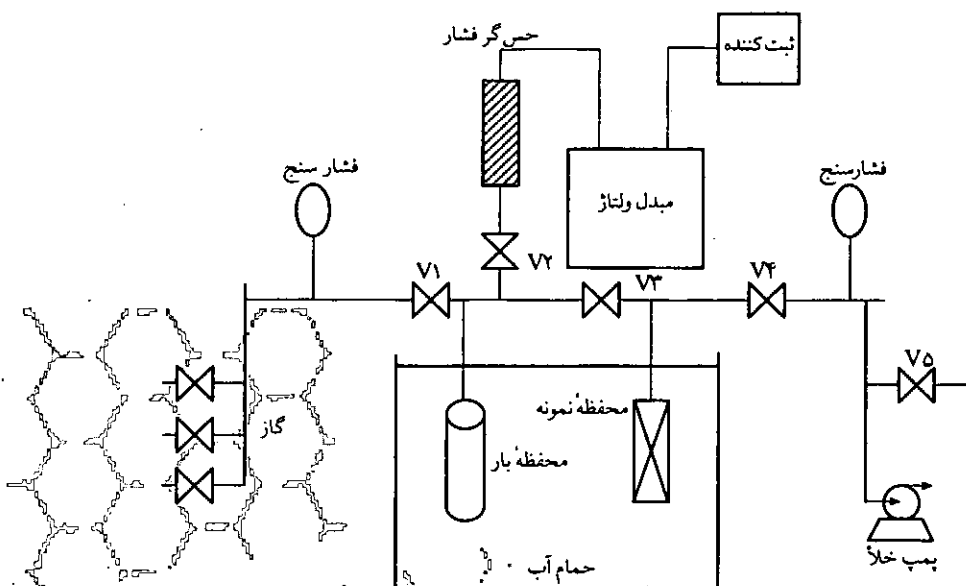 ثبت کننده
حس گر فشار
فشار سنج
مبدل ولتاژ
فشارسنج
V۱
V۲
V۳
V۴
V۵
گاز
محفظهٔ بار
محفظهٔ نمونه
حمام آب
پمپ خلأ